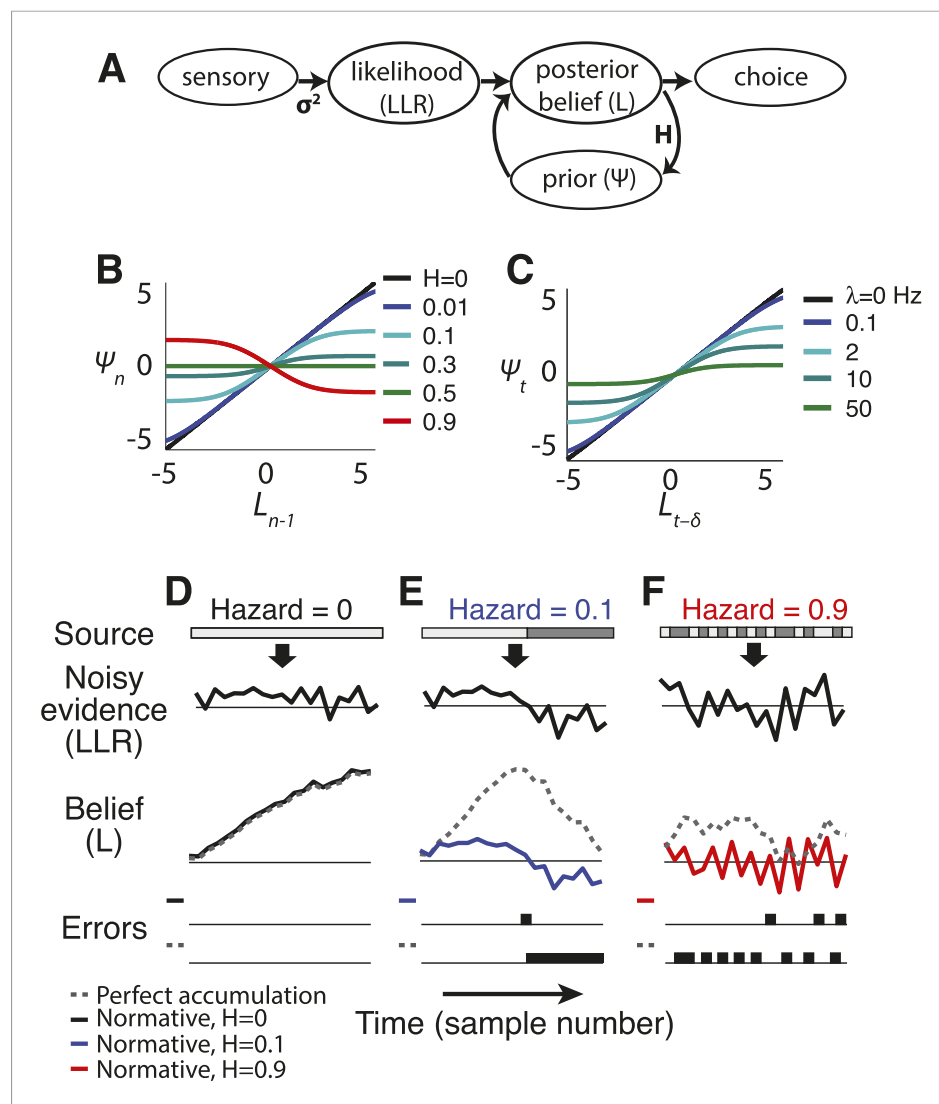 A
sensory
σ²
likelihood
(LLR)
posterior
belief (L)
choice
H
prior (Ψ)
B
5
0
-5
Ψn
-5
0
5
Ln-1
H=0
0.01
0.1
0.3
0.5
0.9
C
5
0
-5
Ψt
-5
0
5
Lt−δ
λ=0 Hz
0.1
2
10
50
D
Hazard = 0
E
Hazard = 0.1
F
Hazard = 0.9
Source
Noisy
evidence
(LLR)
Belief
(L)
Errors
Perfect accumulation
Normative, H=0
Normative, H=0.1
Normative, H=0.9
Time (sample number)